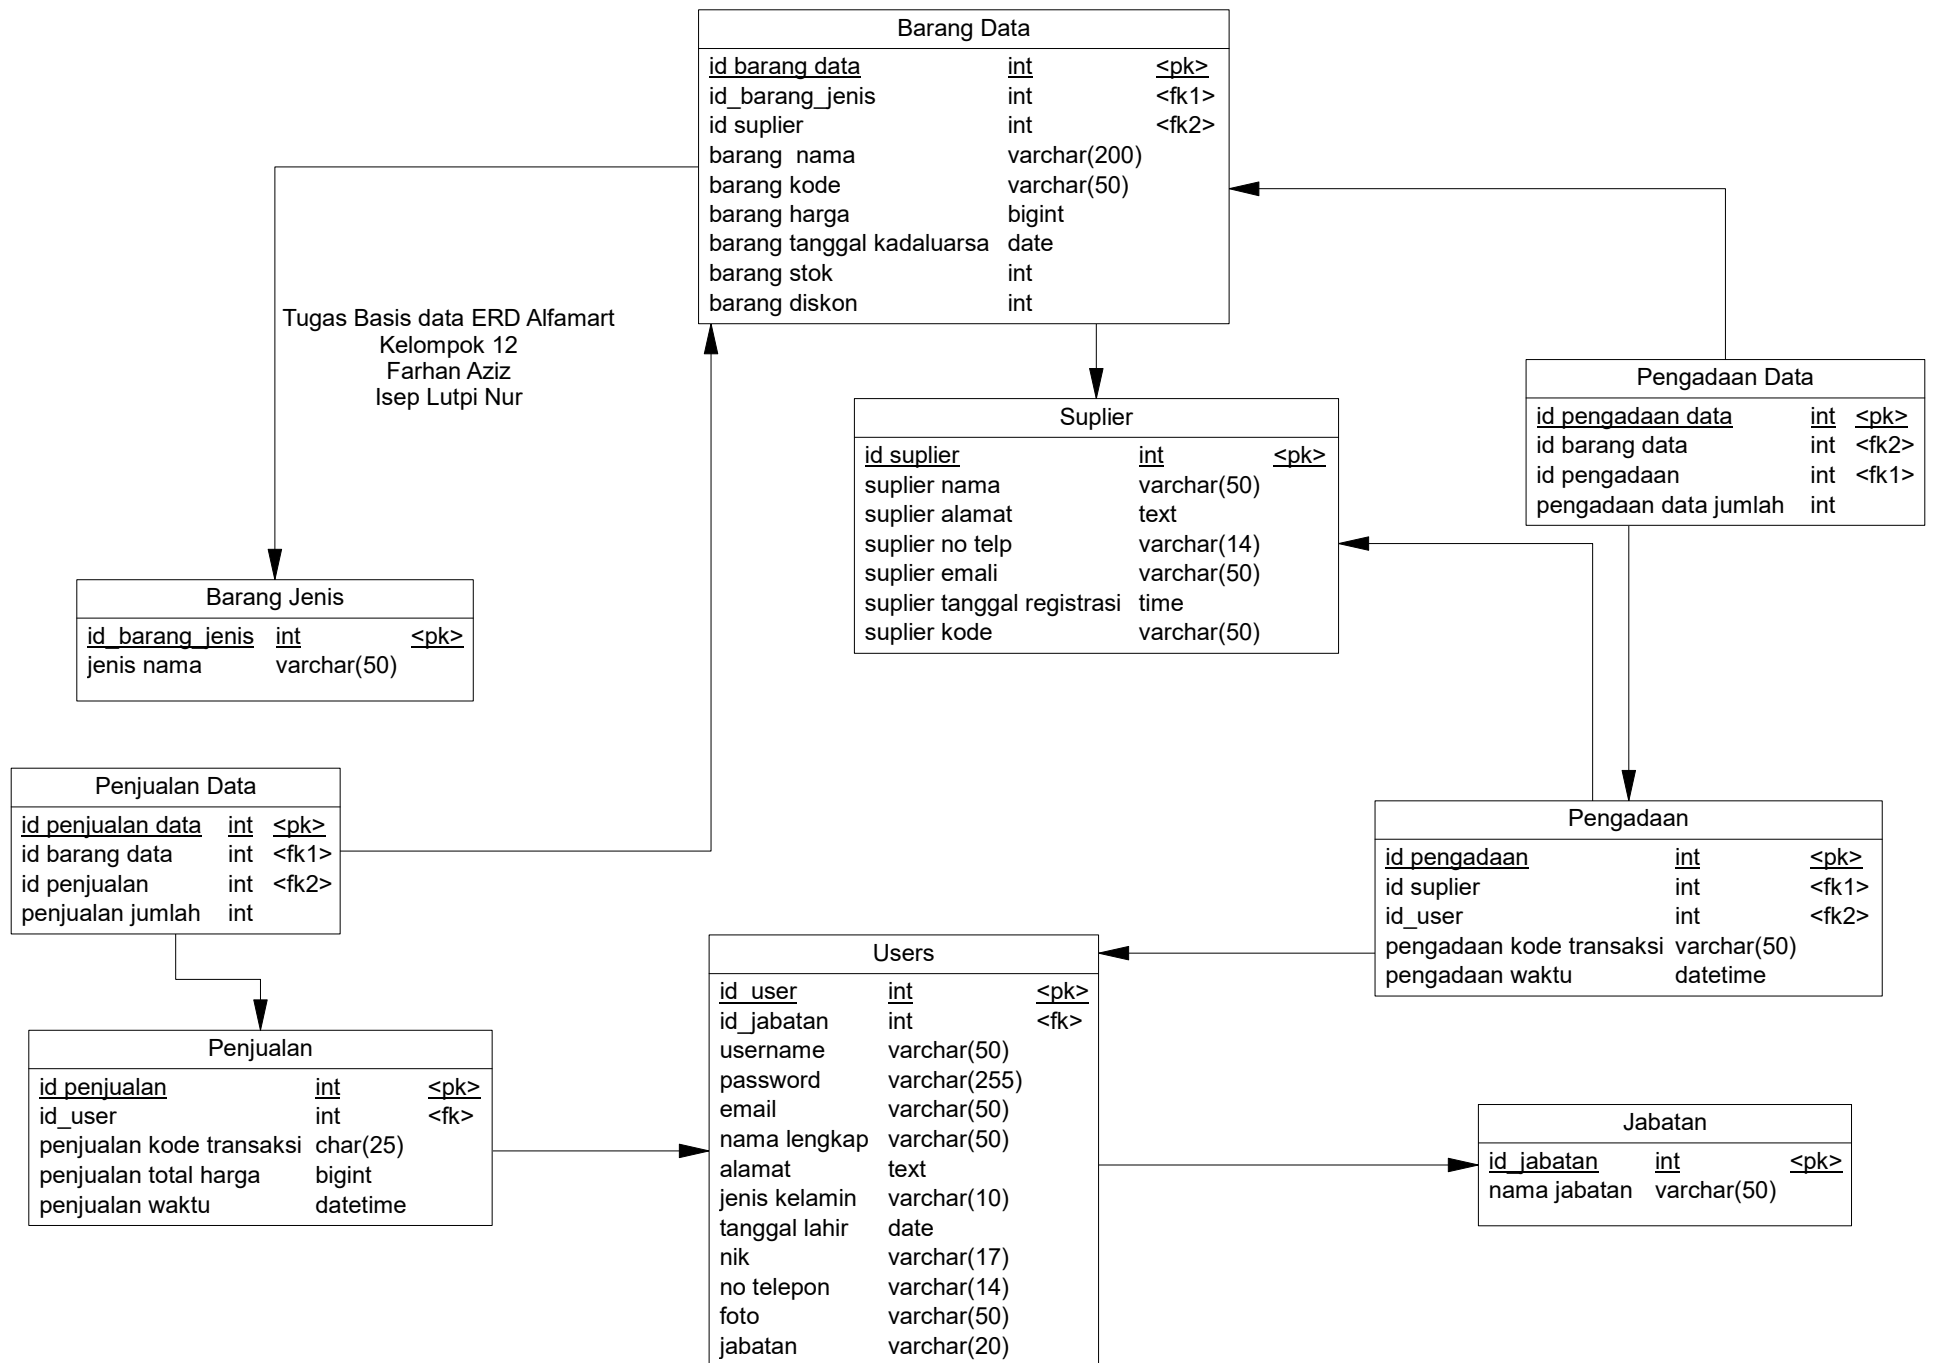 Barang Data
id barang data int <pk>
id_barang_jenis int <fk1>
id suplier int <fk2>
barang  nama varchar(200)
barang kode varchar(50)
barang harga bigint
barang tanggal kadaluarsa date
barang stok int
barang diskon int
Tugas Basis data ERD Alfamart
Kelompok 12
Farhan Aziz
Isep Lutpi Nur
Suplier
id suplier int <pk>
suplier nama varchar(50)
suplier alamat text
suplier no telp varchar(14)
suplier emali varchar(50)
suplier tanggal registrasi time
suplier kode varchar(50)
Pengadaan Data
id pengadaan data int <pk>
id barang data int <fk2>
id pengadaan int <fk1>
pengadaan data jumlah int
Barang Jenis
id_barang_jenis int <pk>
jenis nama varchar(50)
Penjualan Data
id penjualan data int <pk>
id barang data int <fk1>
id penjualan int <fk2>
penjualan jumlah int
Pengadaan
id pengadaan int <pk>
id suplier int <fk1>
id_user int <fk2>
pengadaan kode transaksi varchar(50)
pengadaan waktu datetime
Penjualan
id penjualan int <pk>
id_user int <fk>
penjualan kode transaksi char(25)
penjualan total harga bigint
penjualan waktu datetime
Users
id_user int <pk>
id_jabatan int <fk>
username varchar(50)
password varchar(255)
email varchar(50)
nama lengkap varchar(50)
alamat text
jenis kelamin varchar(10)
tanggal lahir date
nik varchar(17)
no telepon varchar(14)
foto varchar(50)
jabatan varchar(20)
Jabatan
id_jabatan int <pk>
nama jabatan varchar(50)